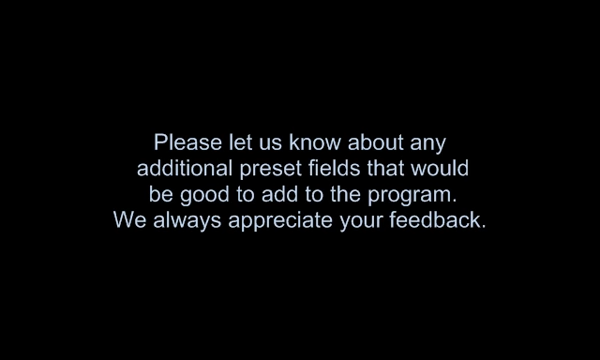 Please let us know about any
additional preset fields that would
be good to add to the program.
We always appreciate your feedback.